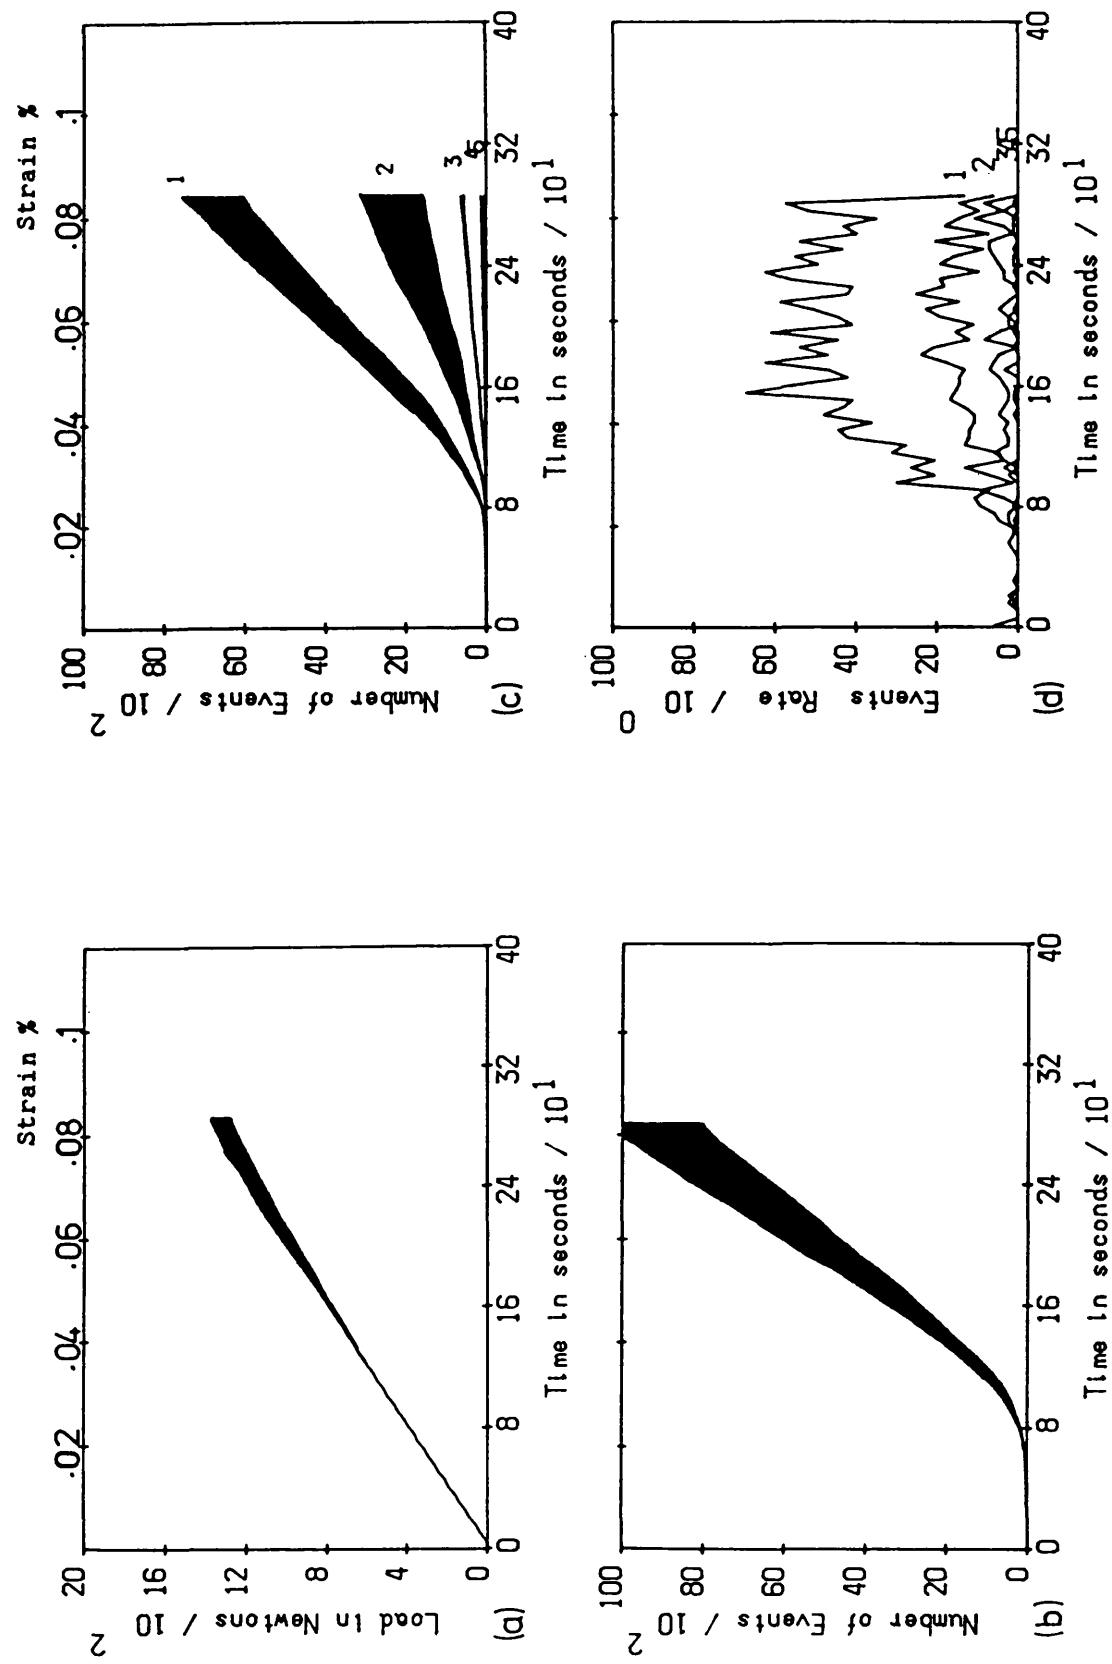 Strain %
.02 .04 .06 .08 .1
20
16
12
8
4
0
Load in Newtons / 10 2
0 8 16 24 32 40
Time in seconds / 10 1
(a)
100
80
60
40
20
0
Number of Events / 10 2
0 8 16 24 32 40
Time in seconds / 10 1
(b)
Strain %
.02 .04 .06 .08 .1
100
80
60
40
20
0
Number of Events / 10 2
1
2
3
4
5
0 8 16 24 32 40
Time in seconds / 10 1
(c)
100
80
60
40
20
0
Events Rate / 10 0
1
2
3
4
5
0 8 16 24 32 40
Time in seconds / 10 1
(d)